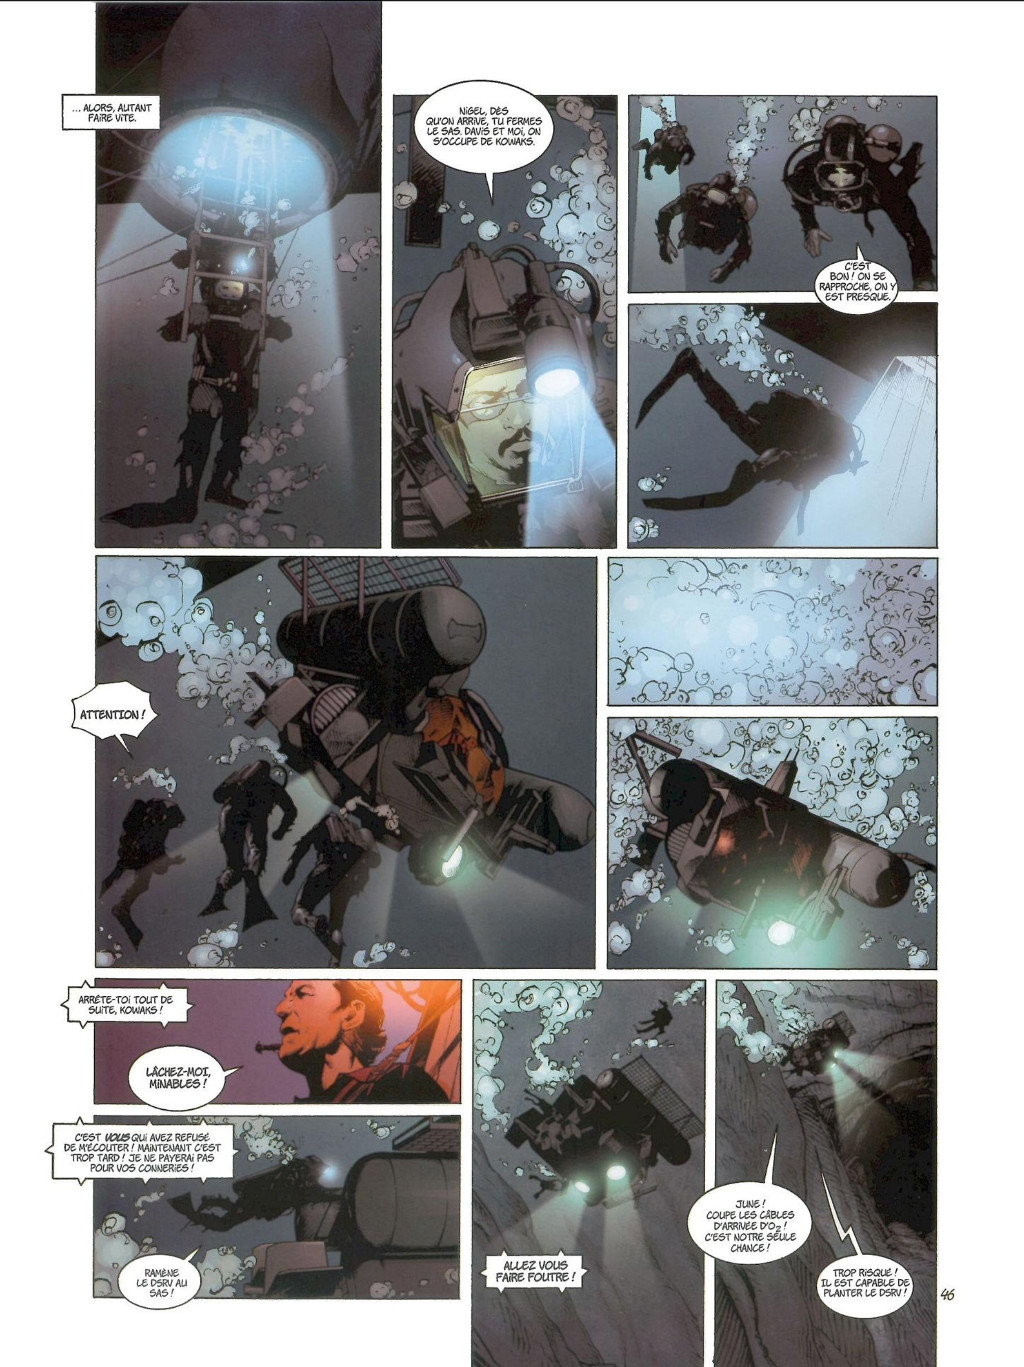 ... ALORS, AUTANT
FAIRE VITE.
NIGEL, DÈS
QU'ON ARRIVE, TU FERMES
LE SAS. DAVIS ET MOI, ON
S'OCCUPE DE KOWAKS.
C'EST
BON ! ON SE
RAPPROCHE, ON Y
EST PRESQUE.
ATTENTION !
ARRÊTE-TOI TOUT DE
SUITE, KOWAKS !
LÂCHEZ-MOI,
MINABLES !
C'EST VOUS QUI AVEZ REFUSÉ
DE M'ÉCOUTER ! MAINTENANT C'EST
TROP TARD ! JE NE PAYERAI PAS
POUR VOS CONNERIES !
RAMÈNE
LE DSRV AU
SAS !
ALLEZ VOUS
FAIRE FOUTRE !
JUNE !
COUPE LES CÂBLES
D'ARRIVÉE D'O2 !
C'EST NOTRE SEULE
CHANCE !
TROP RISQUÉ !
IL EST CAPABLE DE
PLANTER LE DSRV !
46